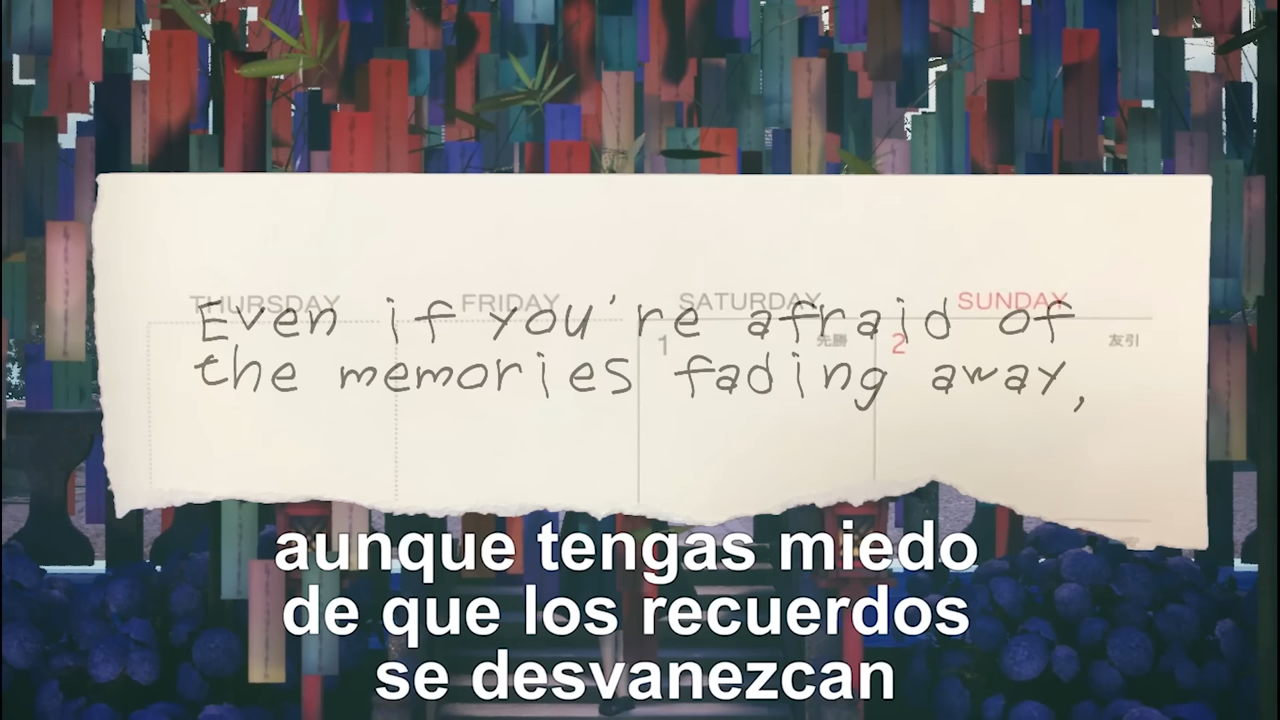 THURSDAY FRIDAY SATURDAY SUNDAY
Even if you're afraid of
1 先勝 2 友引
the memories fading away,
aunque tengas miedo
de que los recuerdos
se desvanezcan